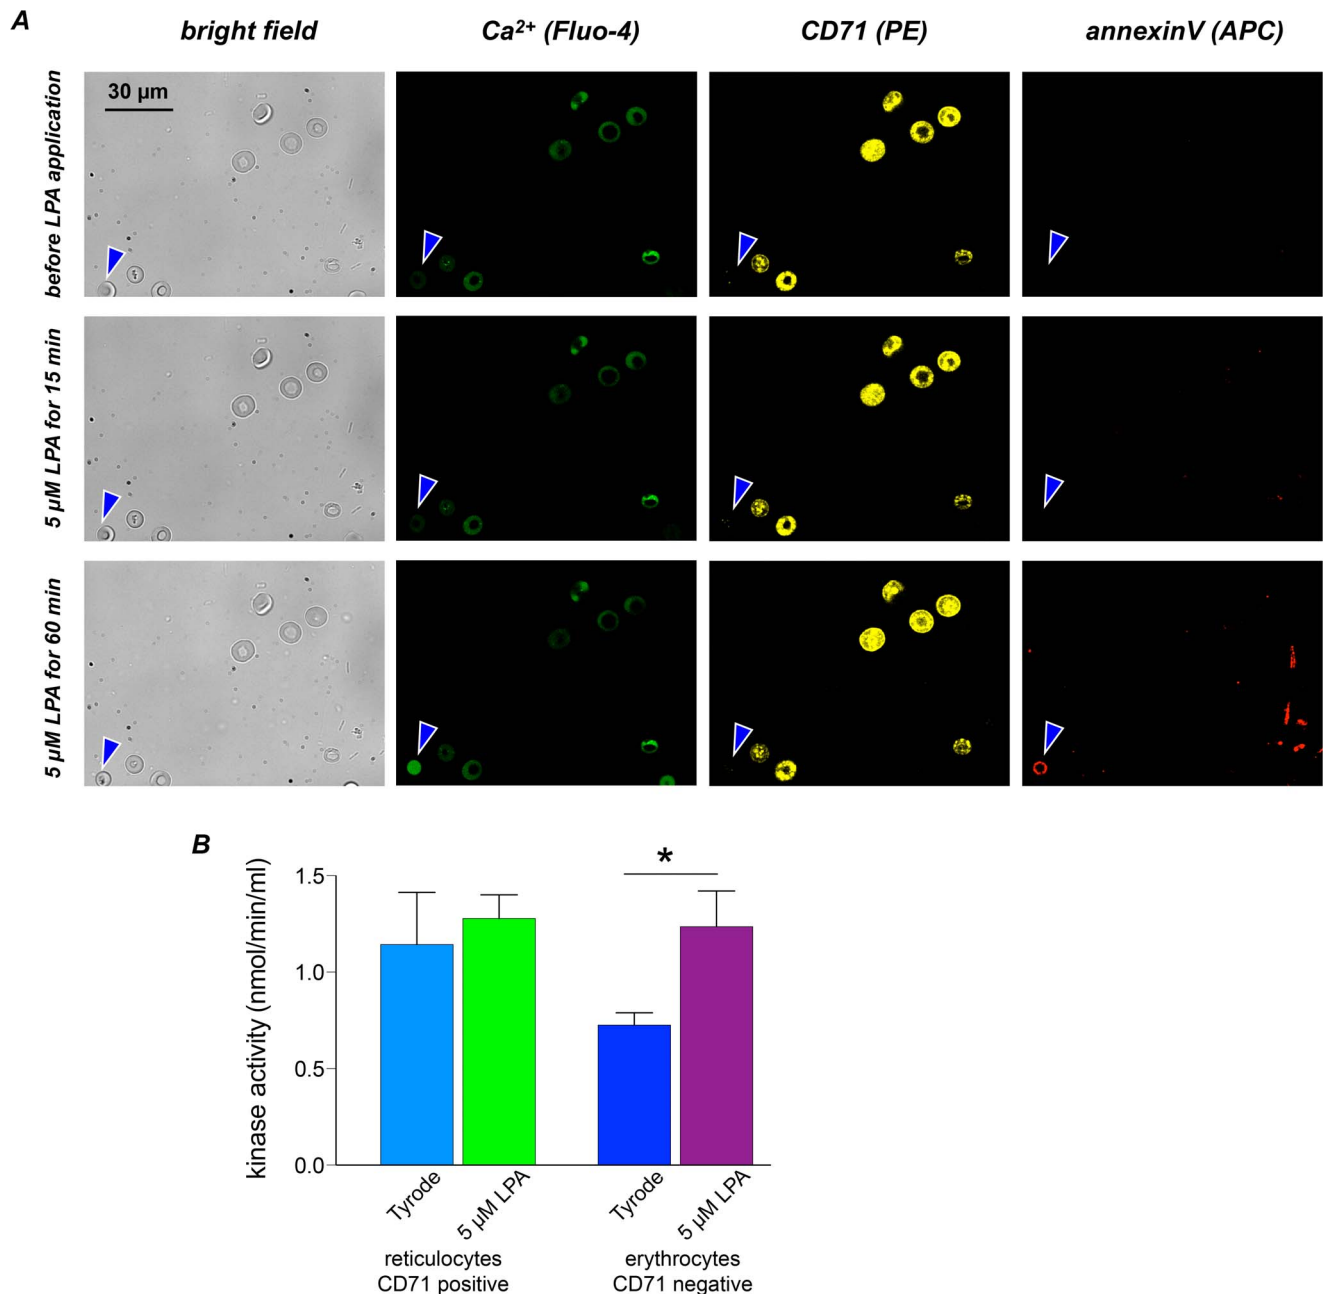 A
bright field
Ca²⁺ (Fluo-4)
CD71 (PE)
annexinV (APC)
before LPA application
30 µm
5 µM LPA for 15 min
5 µM LPA for 60 min
B
kinase activity (nmol/min/ml)
*
1.5
1.0
0.5
0.0
Tyrode
5 µM LPA
Tyrode
5 µM LPA
reticulocytes
CD71 positive
erythrocytes
CD71 negative